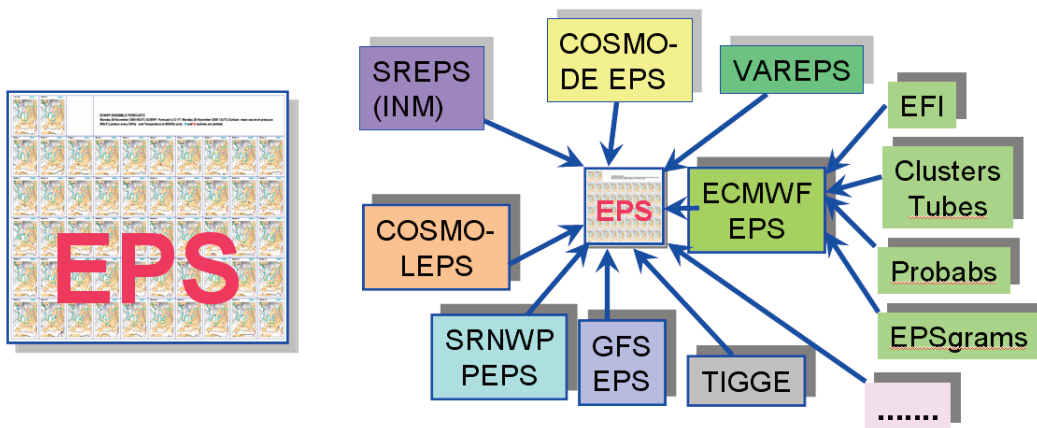 EPS
SREPS
(INM)
COSMO-
DE EPS
VAREPS
EFI
Clusters
Tubes
ECMWF
EPS
EPS
COSMO-
LEPS
Probabs
EPSgrams
SRNWP
PEPS
GFS
EPS
TIGGE
.......